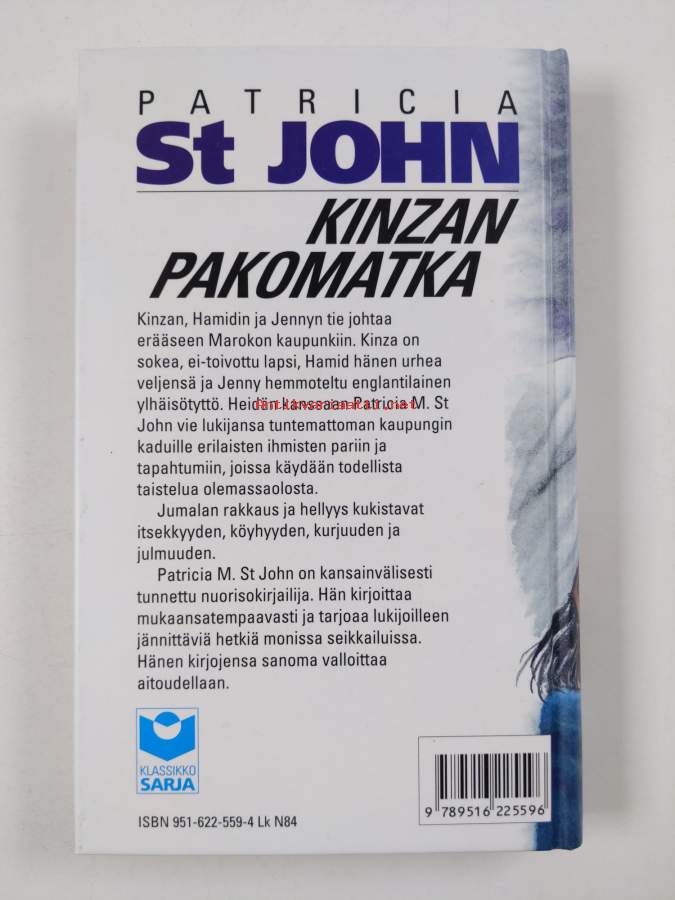 PATRICIA
St JOHN
KINZAN
PAKOMATKA
Kinzan, Hamidin ja Jennyn tie johtaa
erääseen Marokon kaupunkiin. Kinza on
sokea, ei-toivottu lapsi, Hamid hänen urhea
veljensä ja Jenny hemmoteltu englantilainen
ylhäisötyttö. Heidän kanssaan Patricia M. St
Antikvariaatti.net
John vie lukijansa tuntemattoman kaupungin
kaduille erilaisten ihmisten pariin ja
tapahtumiin, joissa käydään todellista
taistelua olemassaolosta.
Jumalan rakkaus ja hellyys kukistavat
itsekkyyden, köyhyyden, kurjuuden ja
julmuuden.
Patricia M. St John on kansainvälisesti
tunnettu nuorisokirjailija. Hän kirjoittaa
mukaansatempaavasti ja tarjoaa lukijoilleen
jännittäviä hetkiä monissa seikkailuissa.
Hänen kirjojensa sanoma valloittaa
aitoudellaan.
KLASSIKKO
SARJA
ISBN 951-622-559-4 Lk N84
9 789516 225596